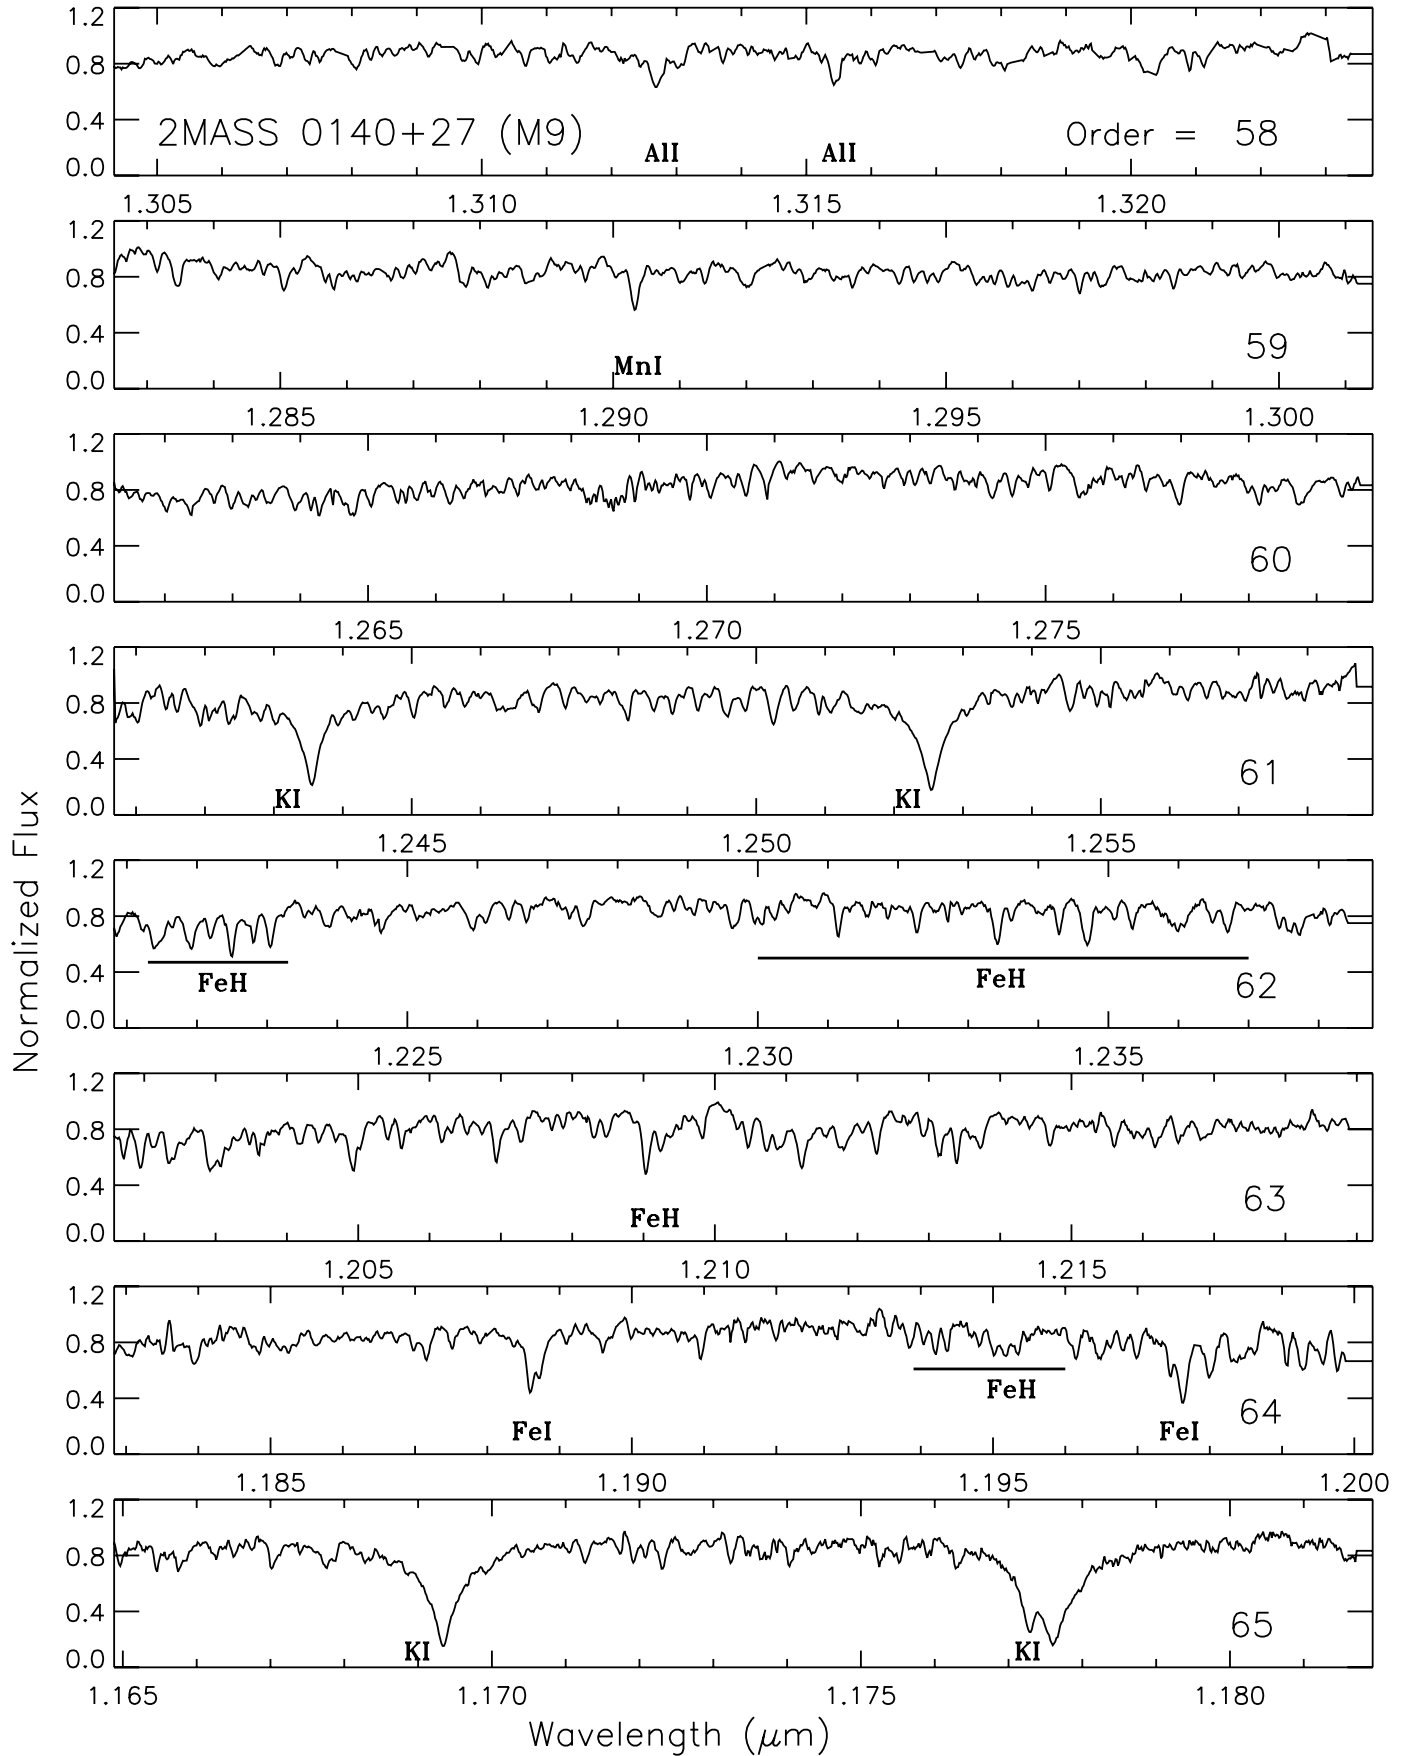 1.2
0.8
0.4
0.0
2MASS 0140+27 (M9)
AlI
AlI
Order = 58
1.305 1.310 1.315 1.320
1.2
0.8
0.4
0.0
MnI
59
1.285 1.290 1.295 1.300
1.2
0.8
0.4
0.0
60
1.265 1.270 1.275
1.2
0.8
0.4
0.0
KI
KI
61
1.245 1.250 1.255
Normalized Flux
1.2
0.8
0.4
0.0
FeH
FeH
62
1.225 1.230 1.235
1.2
0.8
0.4
0.0
FeH
63
1.205 1.210 1.215
1.2
0.8
0.4
0.0
FeI
FeH
FeI
64
1.185 1.190 1.195 1.200
1.2
0.8
0.4
0.0
KI
KI
65
1.165 1.170 1.175 1.180
Wavelength (μm)